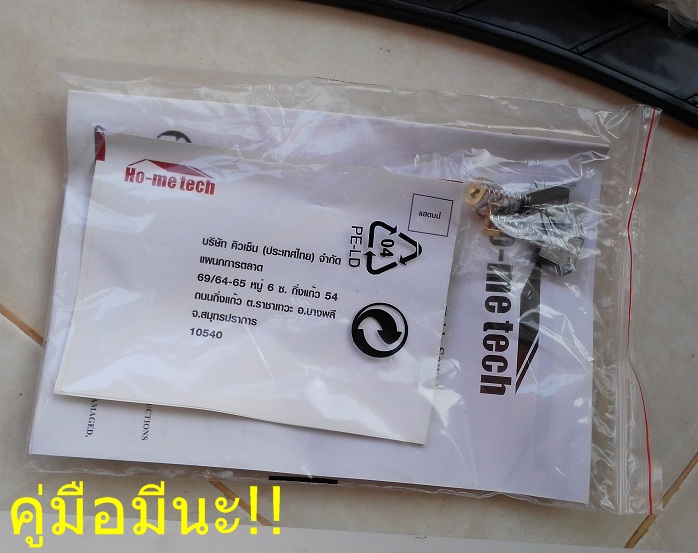 Ho-me tech
แสตมป์
04
PE-LD
บริษัท คิวเช็น (ประเทศไทย) จำกัด
แผนกการตลาด
69/64-65 หมู่ 6 ซ. กิ่งแก้ว 54
ถนนกิ่งแก้ว ต.ราชาเทวะ อ.บางพลี
จ.สมุทรปราการ
10540
Ho-me tech
CTIONS
AMAGED,
คู่มือมีนะ!!